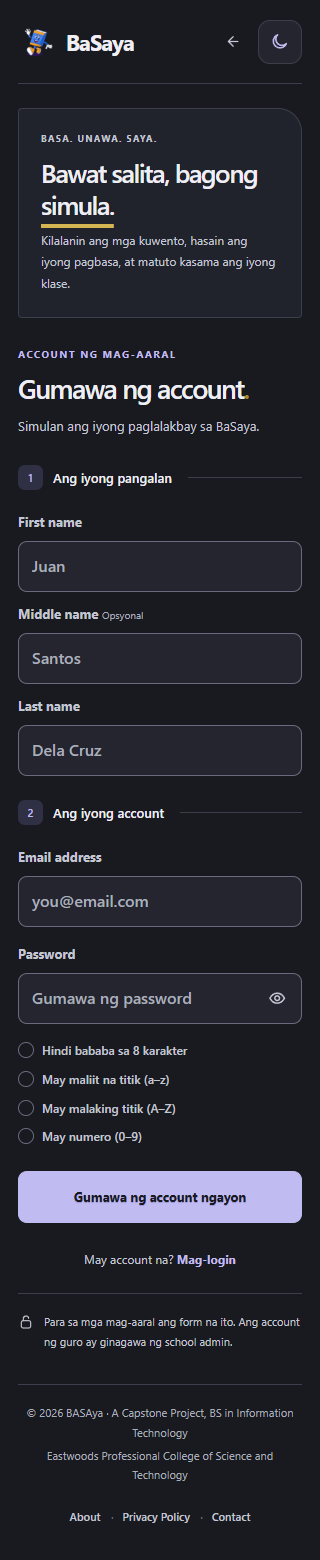 BaSaya
BASA. UNAWA. SAYA.
Bawat salita, bagong
simula.
Kilalanin ang mga kuwento, hasain ang
iyong pagbasa, at matuto kasama ang iyong
klase.
ACCOUNT NG MAG-AARAL
Gumawa ng account.
Simulan ang iyong paglalakbay sa BaSaya.
1 Ang iyong pangalan
First name
Juan
Middle name Opsyonal
Santos
Last name
Dela Cruz
2 Ang iyong account
Email address
you@email.com
Password
Gumawa ng password
Hindi bababa sa 8 karakter
May maliit na titik (a–z)
May malaking titik (A–Z)
May numero (0–9)
Gumawa ng account ngayon
May account na? Mag-login
Para sa mga mag-aaral ang form na ito. Ang account
ng guro ay ginagawa ng school admin.
© 2026 BASAya · A Capstone Project, BS in Information
Technology
Eastwoods Professional College of Science and
Technology
About · Privacy Policy · Contact